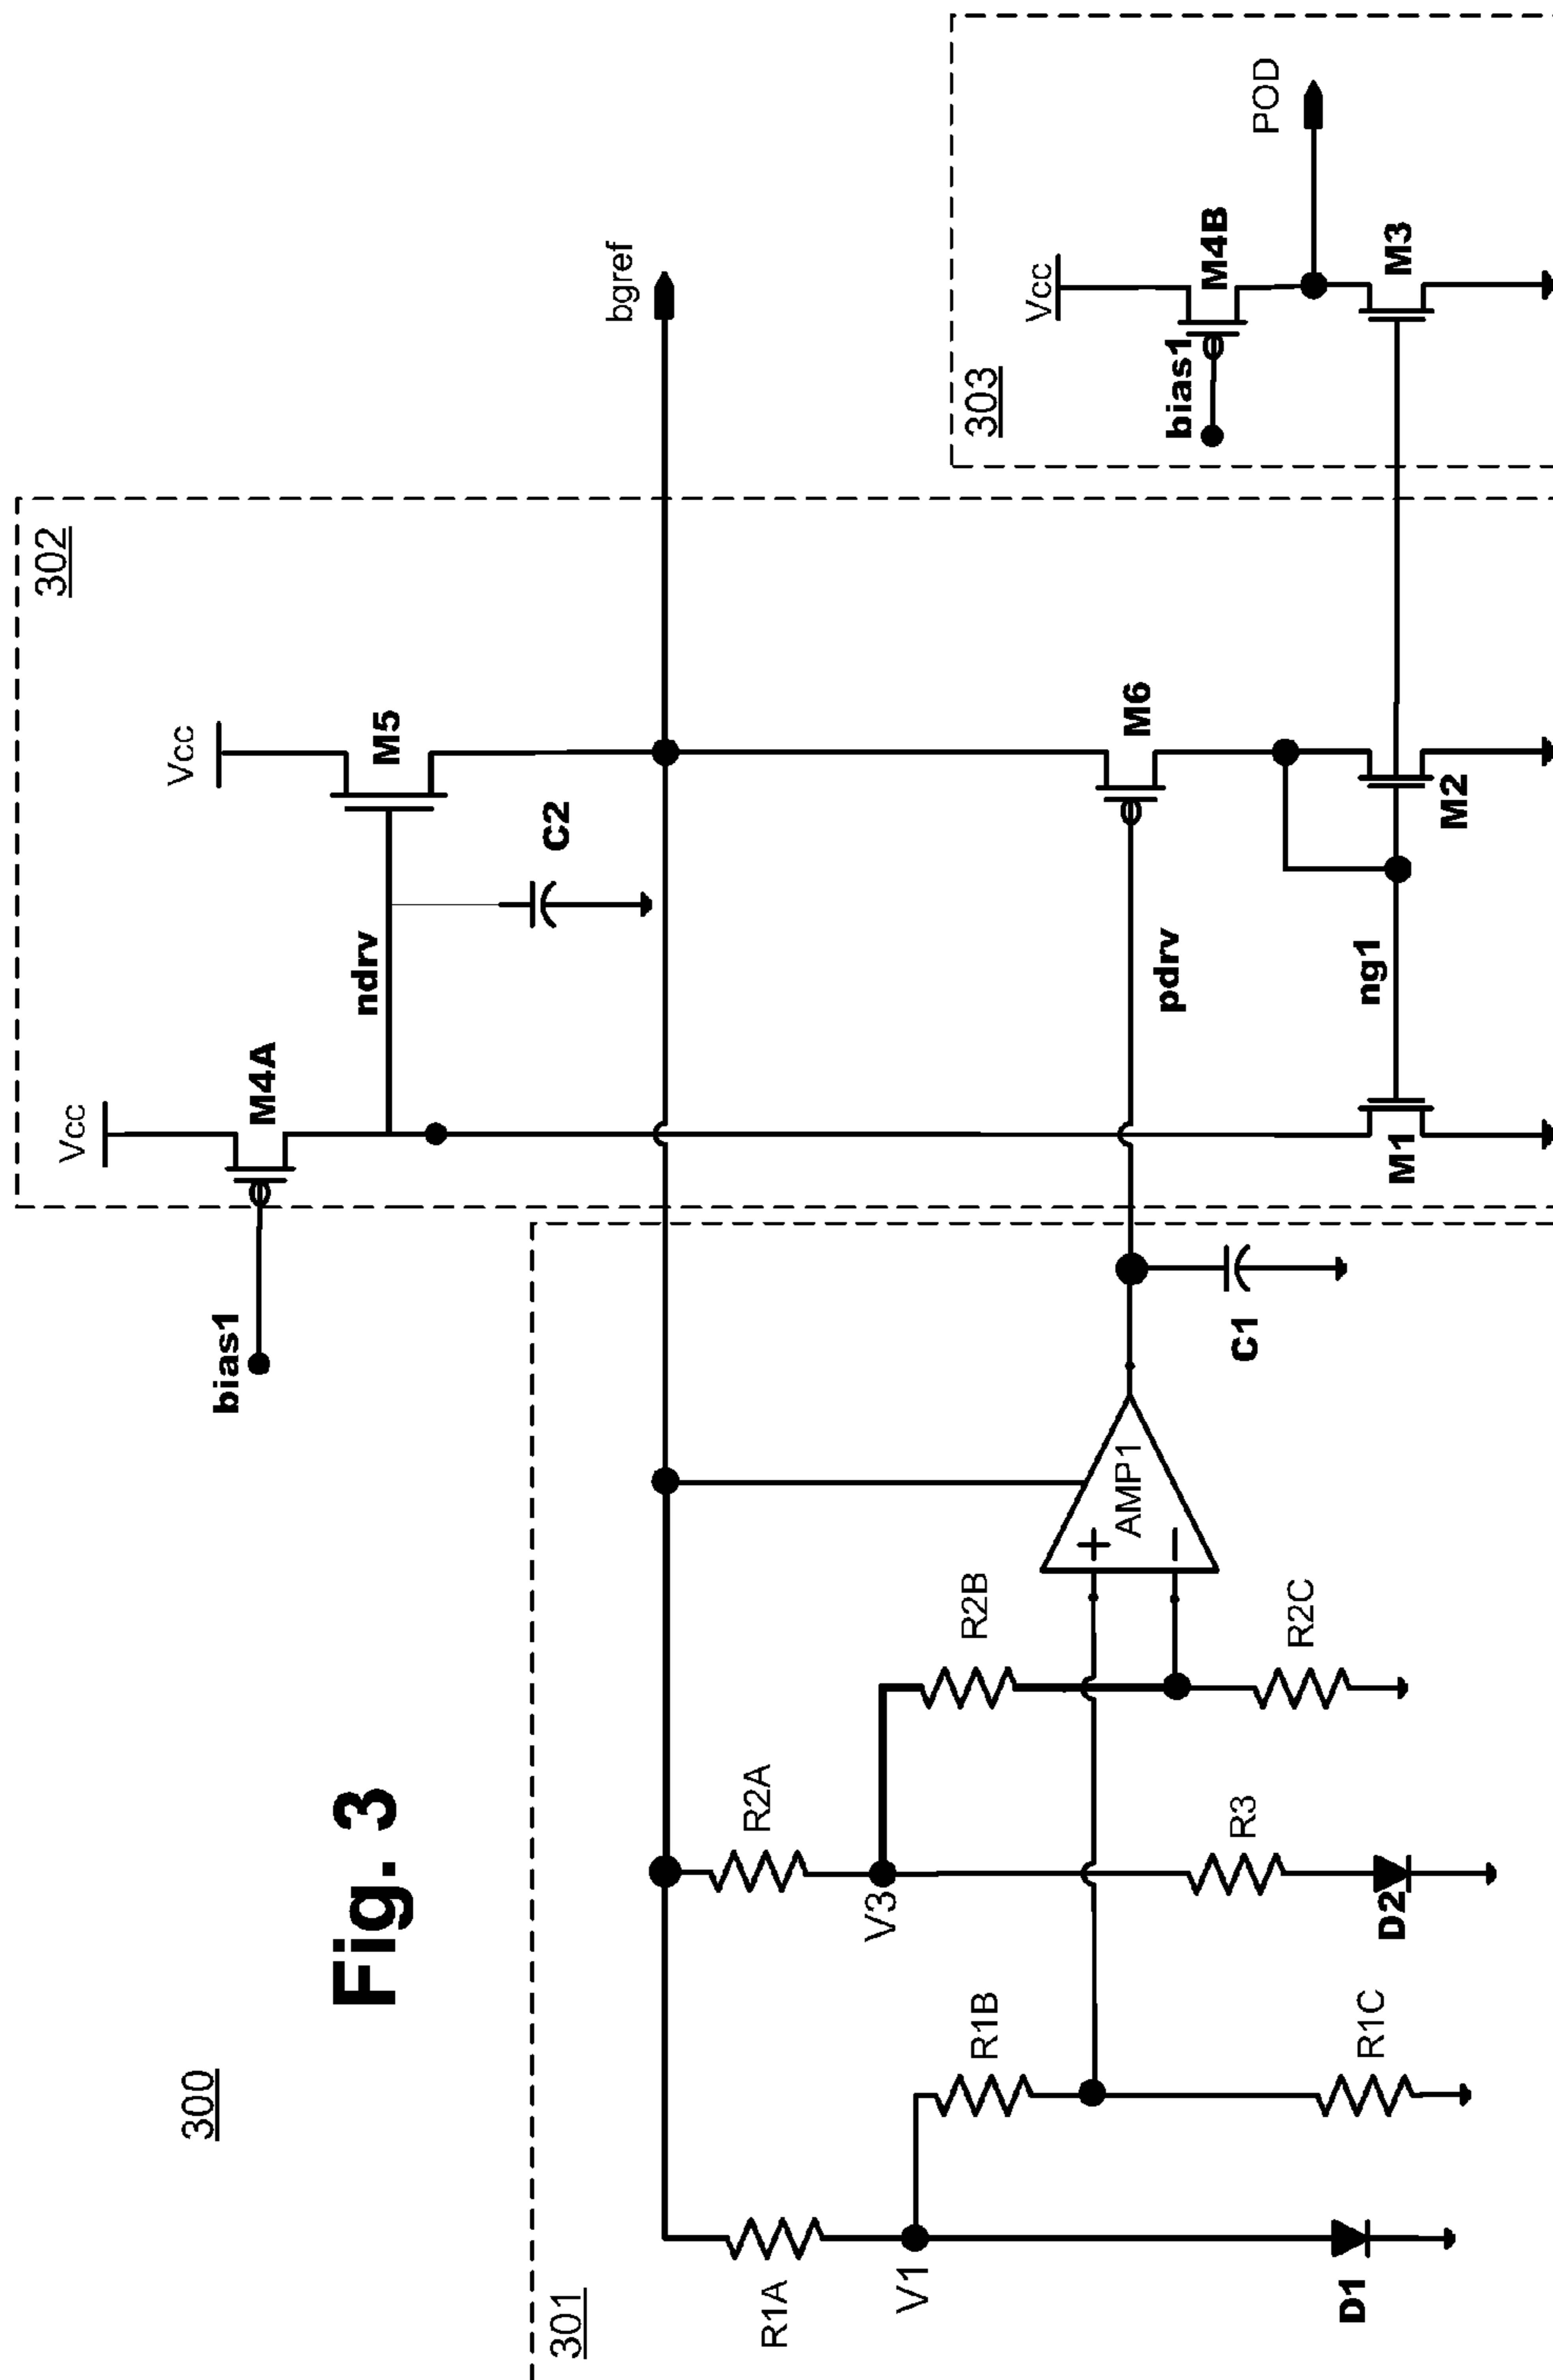 300
Fig. 3
302
Vcc
M4A
bias1
Vcc
ndrv
M5
C2
bgref
303
Vcc
bias1
M4B
POD
M3
pdrv
M6
ng1
M1
M2
301
R1A
V1
R1B
R1C
D1
R2A
V3
R3
D2
R2B
R2C
+
−
AMP1
C1